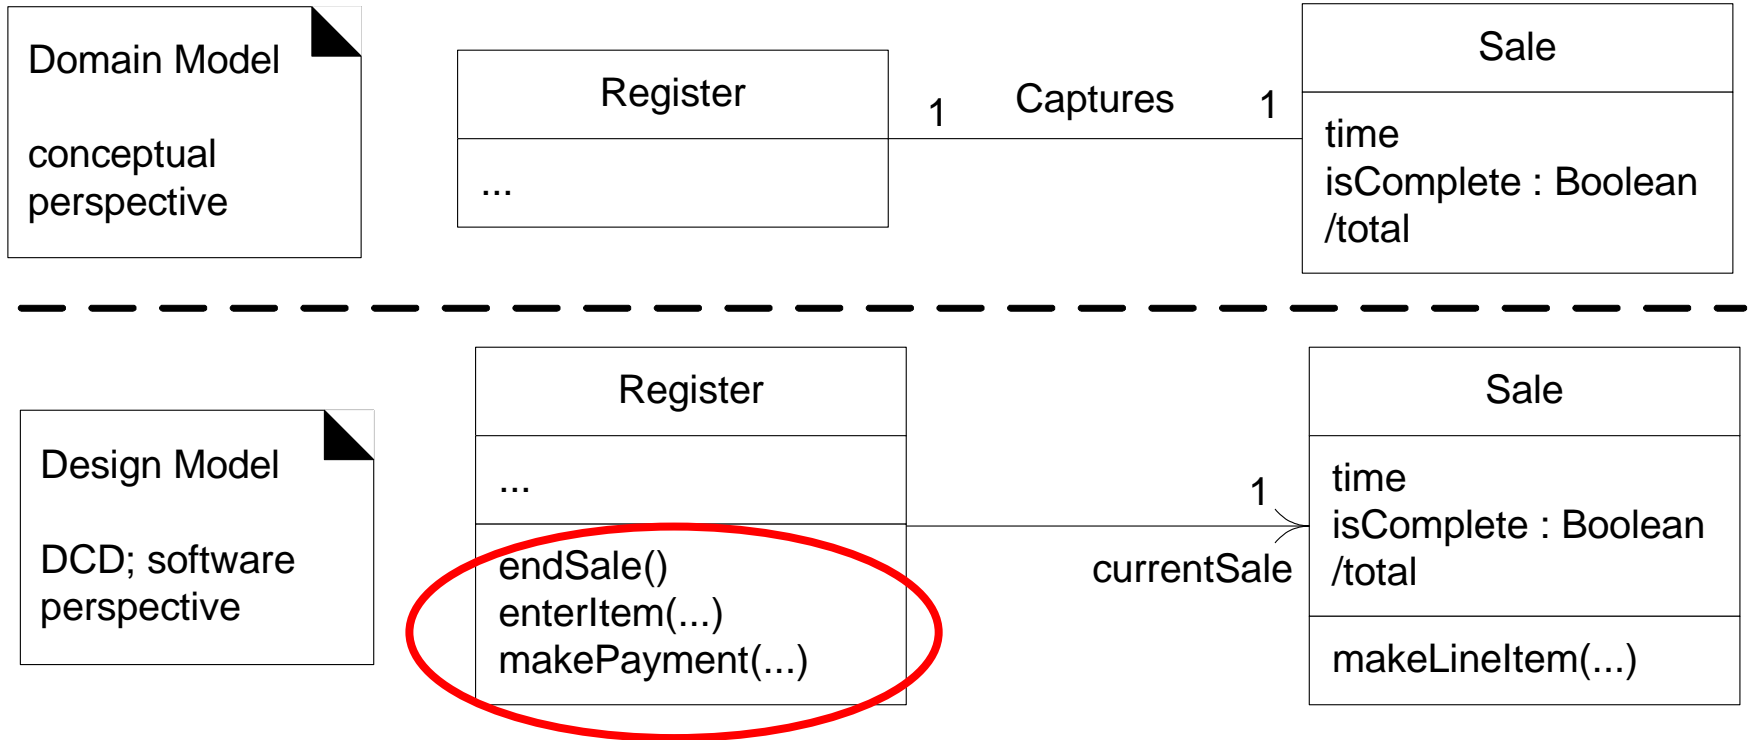 Domain Model
conceptual
perspective
Register
...
1
Captures
1
Sale
time
isComplete : Boolean
/total
Design Model
DCD; software
perspective
Register
...
endSale()
enterItem(...)
makePayment(...)
1
currentSale
Sale
time
isComplete : Boolean
/total
makeLineItem(...)